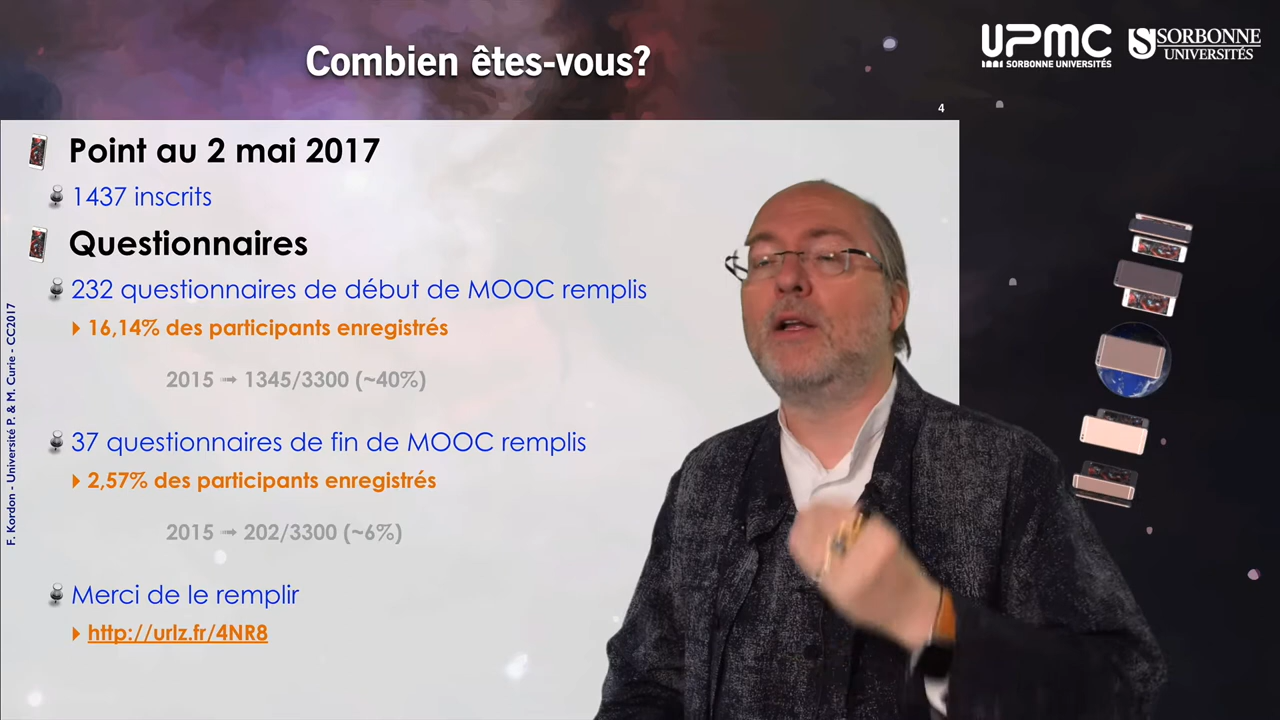 Combien êtes-vous?
UPMC
SORBONNE UNIVERSITÉS
SORBONNE
UNIVERSITÉS
4
Point au 2 mai 2017
1437 inscrits
Questionnaires
232 questionnaires de début de MOOC remplis
16,14% des participants enregistrés
2015 ➟ 1345/3300 (~40%)
37 questionnaires de fin de MOOC remplis
2,57% des participants enregistrés
2015 ➟ 202/3300 (~6%)
Merci de le remplir
http://urlz.fr/4NR8
F. Kordon - Université P. & M. Curie - CC2017